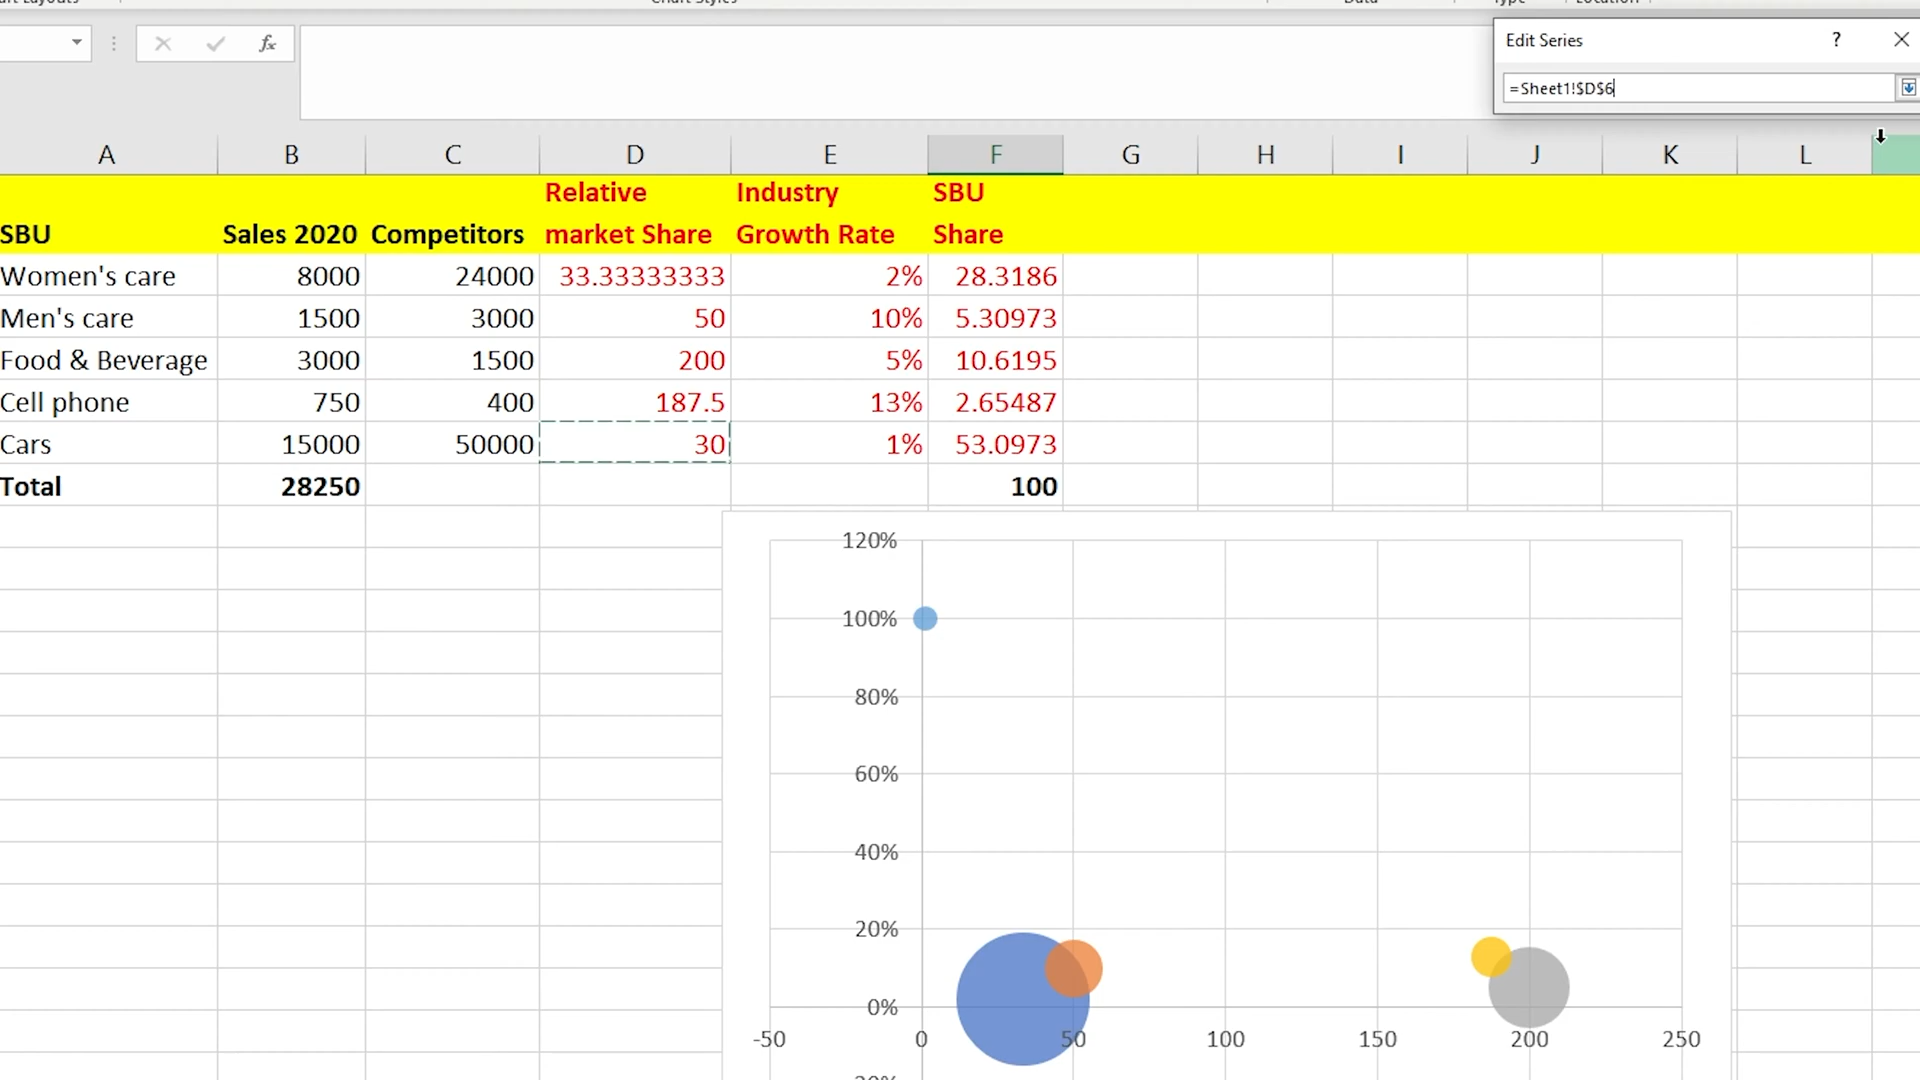 Edit Series ? 
=Sheet1!$D$6
fx
A B C D E F G H I J K L
Relative Industry SBU
SBU Sales 2020 Competitors market Share Growth Rate Share
Women's care 8000 24000 33.33333333 2% 28.3186
Men's care 1500 3000 50 10% 5.30973
Food & Beverage 3000 1500 200 5% 10.6195
Cell phone 750 400 187.5 13% 2.65487
Cars 15000 50000 30 1% 53.0973
Total 28250 100
120%
100%
80%
60%
40%
20%
0%
-50 0 50 100 150 200 250